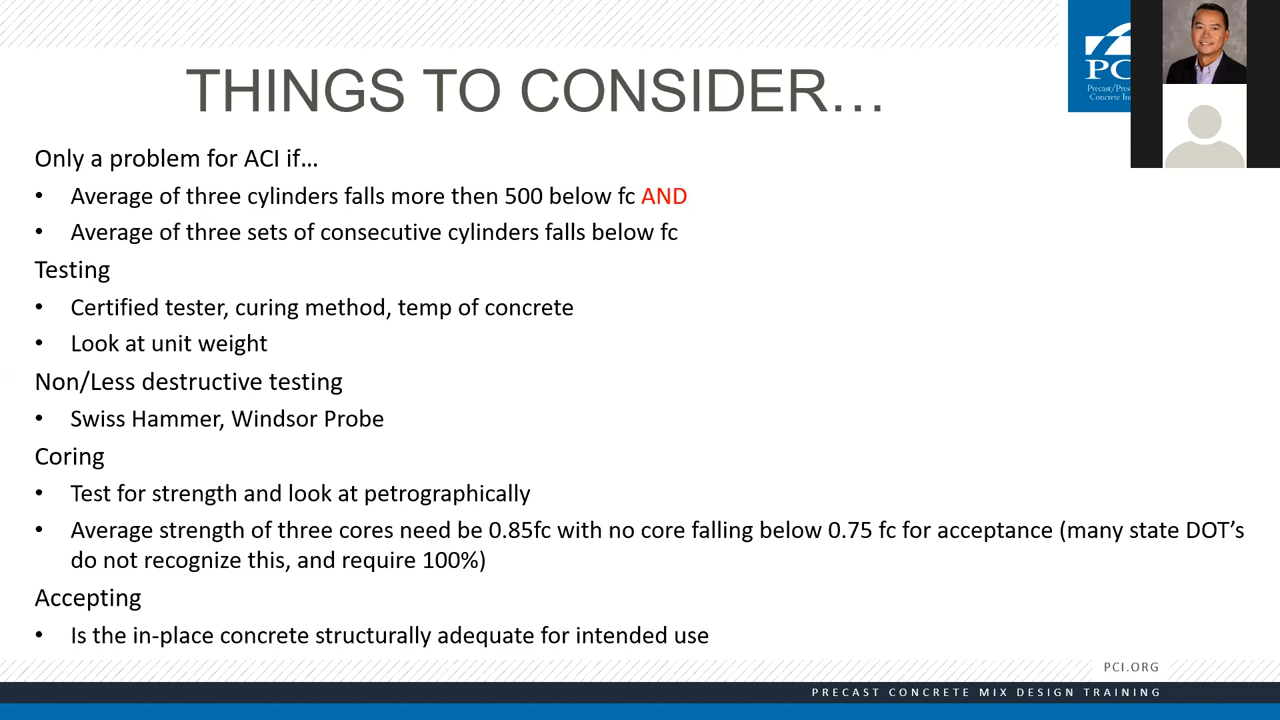 THINGS TO CONSIDER…
PC
Precast/Pres
Concrete In
Only a problem for ACI if…
• Average of three cylinders falls more then 500 below fc AND
• Average of three sets of consecutive cylinders falls below fc
Testing
• Certified tester, curing method, temp of concrete
• Look at unit weight
Non/Less destructive testing
• Swiss Hammer, Windsor Probe
Coring
• Test for strength and look at petrographically
• Average strength of three cores need be 0.85fc with no core falling below 0.75 fc for acceptance (many state DOT’s
do not recognize this, and require 100%)
Accepting
• Is the in-place concrete structurally adequate for intended use
PCI.ORG
PRECAST CONCRETE MIX DESIGN TRAINING